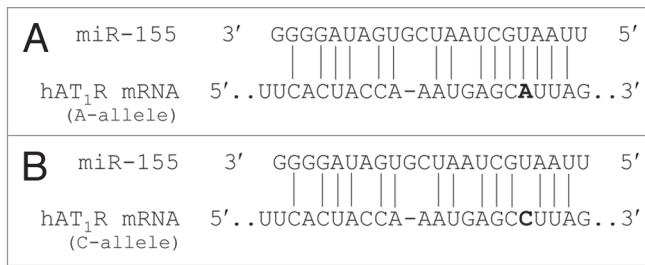 A miR-155 3′ GGGGAUAGUGCUAAUCGUAAUU 5′
hAT1R mRNA 5′..UUCACUACCA-AAUGAGCAUUAG..3′
(A-allele)
B miR-155 3′ GGGGAUAGUGCUAAUCGUAAUU 5′
hAT1R mRNA 5′..UUCACUACCA-AAUGAGCCUUAG..3′
(C-allele)